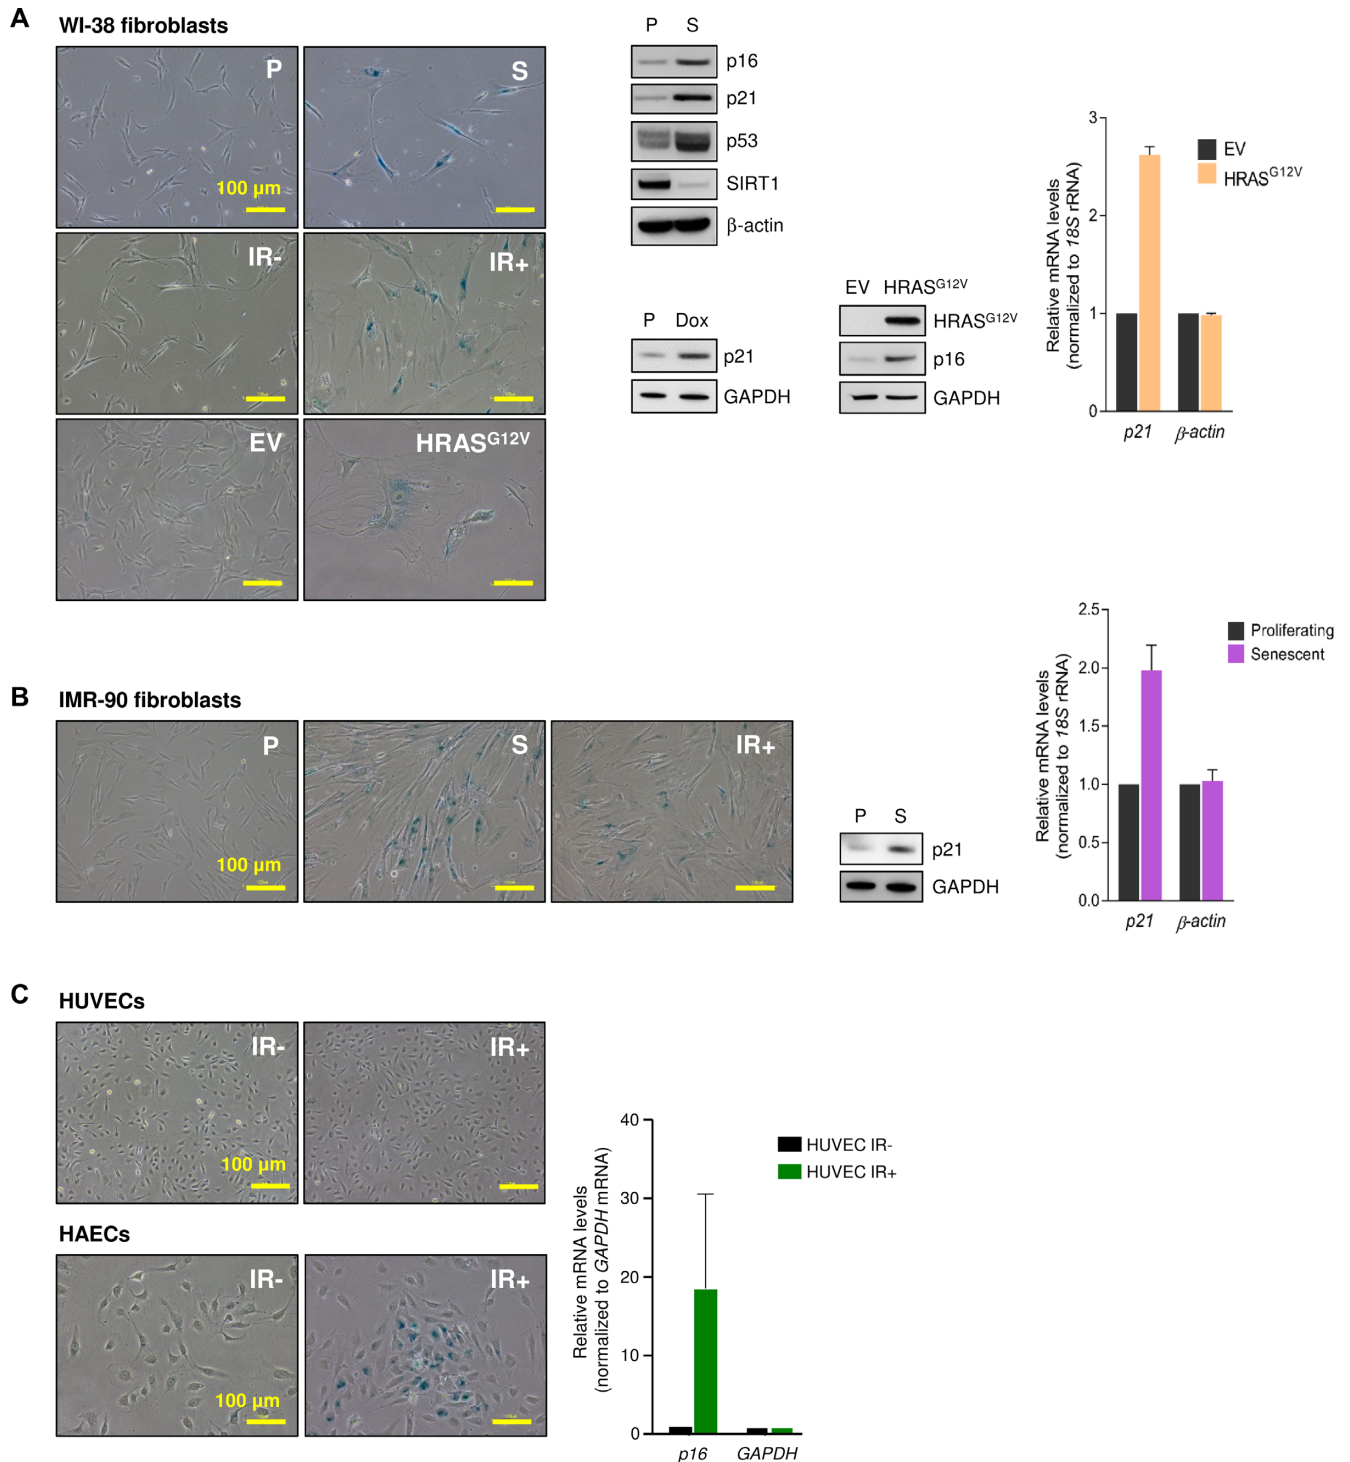 A
WI-38 fibroblasts
P
100 µm
S
IR-
IR+
EV
HRASG12V
P S
p16
p21
p53
SIRT1
β-actin
P Dox
p21
GAPDH
EV HRASG12V
HRASG12V
p16
GAPDH
Relative mRNA levels
(normalized to 18S rRNA)
3
2
1
0
p21
β-actin
EV
HRASG12V
B
IMR-90 fibroblasts
P
100 µm
S
IR+
P S
p21
GAPDH
Relative mRNA levels
(normalized to 18S rRNA)
2.5
2.0
1.5
1.0
0.5
0.0
p21
β-actin
Proliferating
Senescent
C
HUVECs
IR-
100 µm
IR+
HAECs
IR-
100 µm
IR+
Relative mRNA levels
(normalized to GAPDH mRNA)
40
30
20
10
0
p16
GAPDH
HUVEC IR-
HUVEC IR+